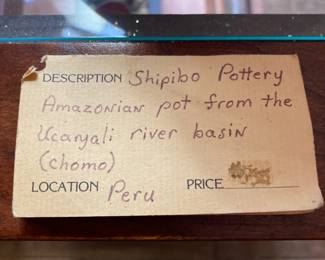 DESCRIPTION Shipibo Pottery
Amazonian pot from the
Ucayali river basin
(chomo)
LOCATION Peru PRICE